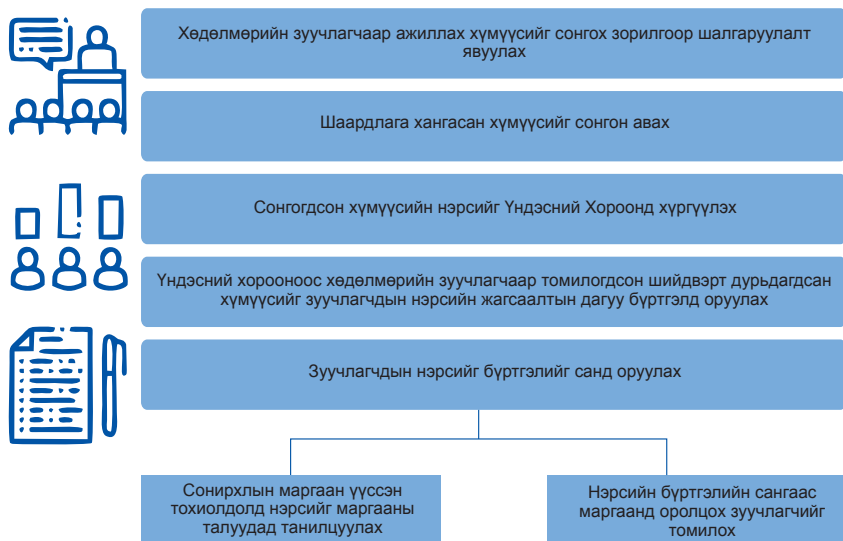 Хөдөлмөрийн зуучлагчаар ажиллах хүмүүсийг сонгох зорилгоор шалгаруулалт
явуулах
Шаардлага хангасан хүмүүсийг сонгон авах
Сонгогдсон хүмүүсийн нэрсийг Үндэсний Хороонд хүргүүлэх
Үндэсний хорооноос хөдөлмөрийн зуучлагчаар томилогдсон шийдвэрт дурьдагдсан
хүмүүсийг зуучлагчдын нэрсийн жагсаалтын дагуу бүртгэлд оруулах
Зуучлагчдын нэрсийг бүртгэлийг санд оруулах
Сонирхлын маргаан үүссэн
тохиолдолд нэрсийг маргааны
талуудад танилцуулах
Нэрсийн бүртгэлийн сангаас
маргаанд оролцох зуучлагчийг
томилох